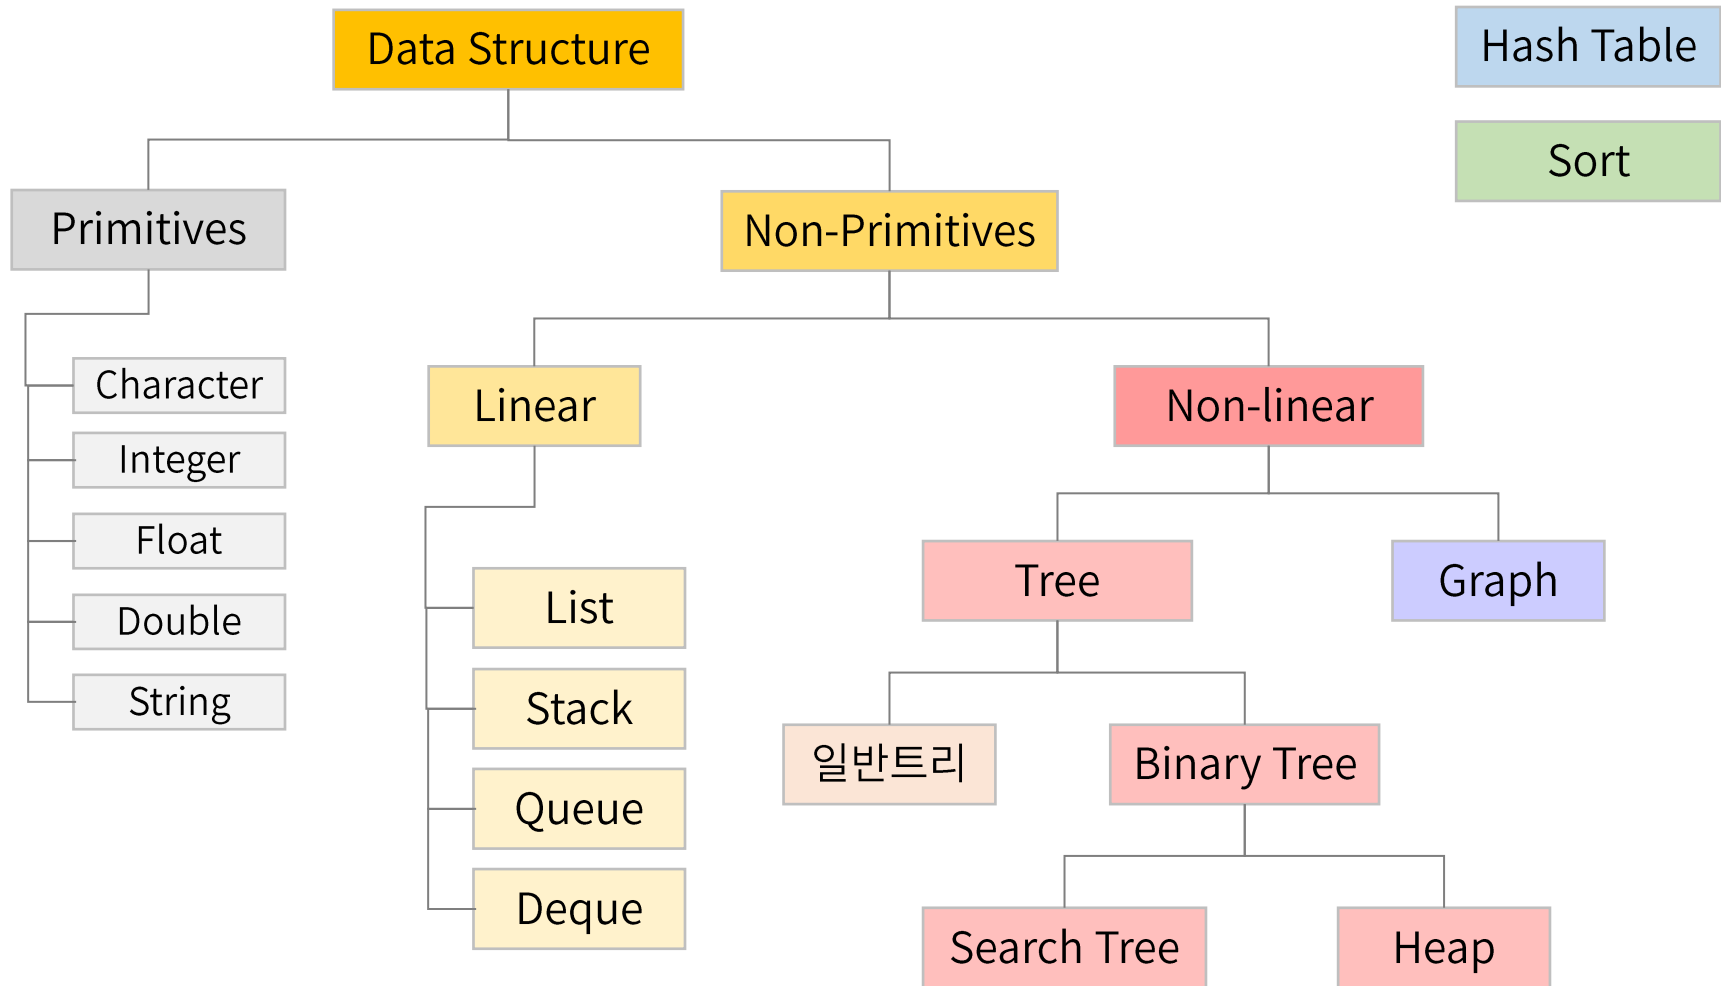 Data Structure
Hash Table
Sort
Primitives
Non-Primitives
Character
Integer
Float
Double
String
Linear
List
Stack
Queue
Deque
Non-linear
Tree
Graph
일반트리
Binary Tree
Search Tree
Heap